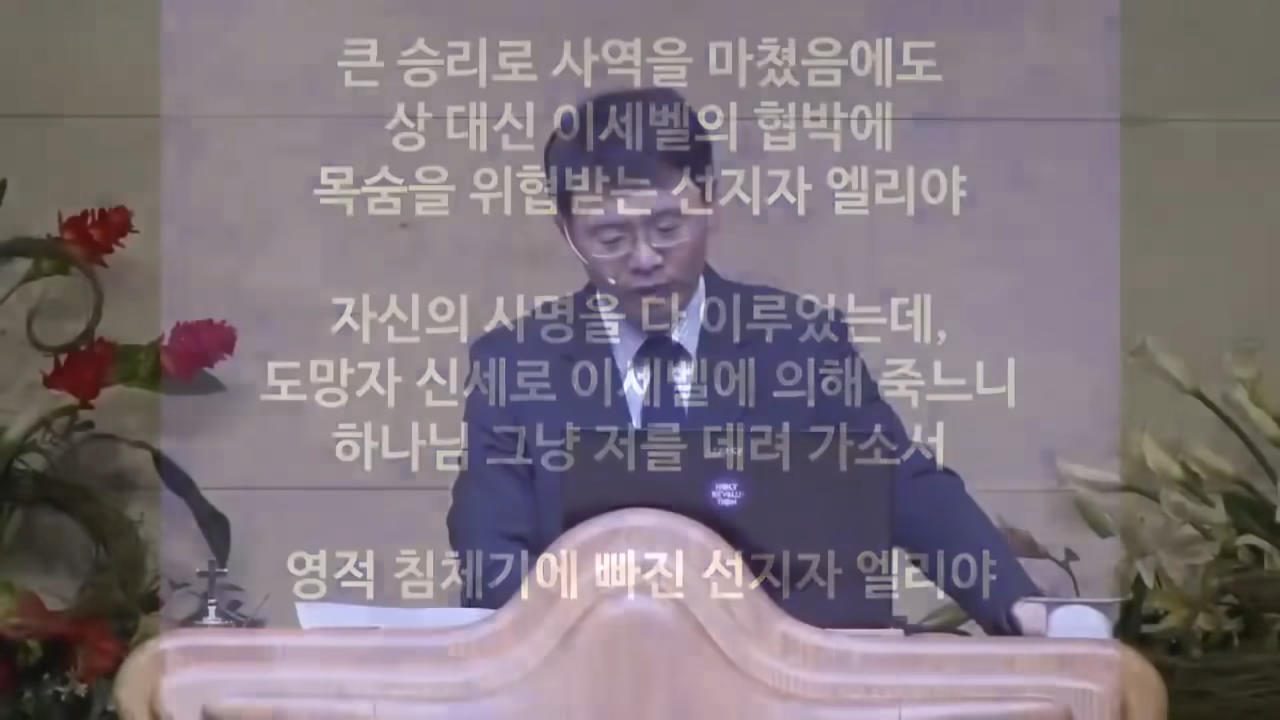 큰 승리로 사역을 마쳤음에도
상 대신 이세벨의 협박에
목숨을 위협받는 선지자 엘리야
자신의 사명을 다 이루었는데,
도망자 신세로 이세벨에 의해 죽느니
하나님 그냥 저를 데려 가소서
HOLY
REVOLU-
TION
영적 침체기에 빠진 선지자 엘리야